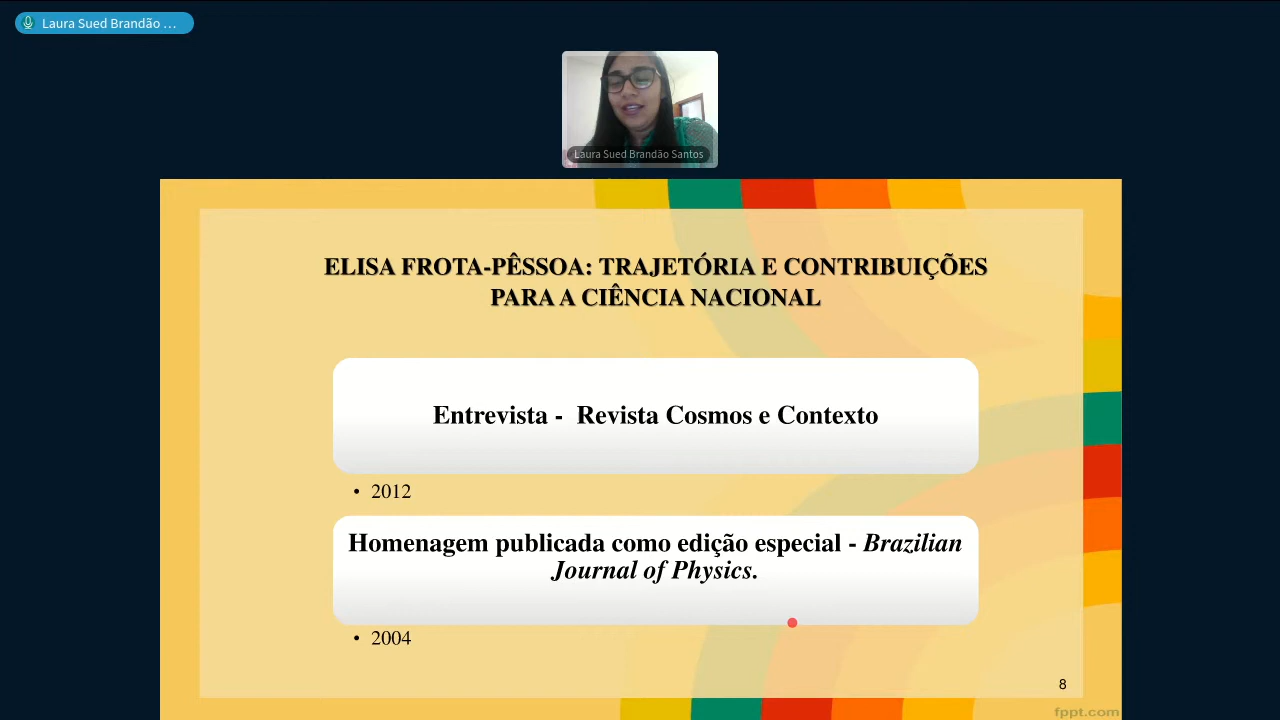 Laura Sued Brandão ...
Laura Sued Brandão Santos
ELISA FROTA-PÊSSOA: TRAJETÓRIA E CONTRIBUIÇÕES
PARA A CIÊNCIA NACIONAL
Entrevista -  Revista Cosmos e Contexto
• 2012
Homenagem publicada como edição especial - Brazilian
Journal of Physics.
• 2004
8
fppt.com